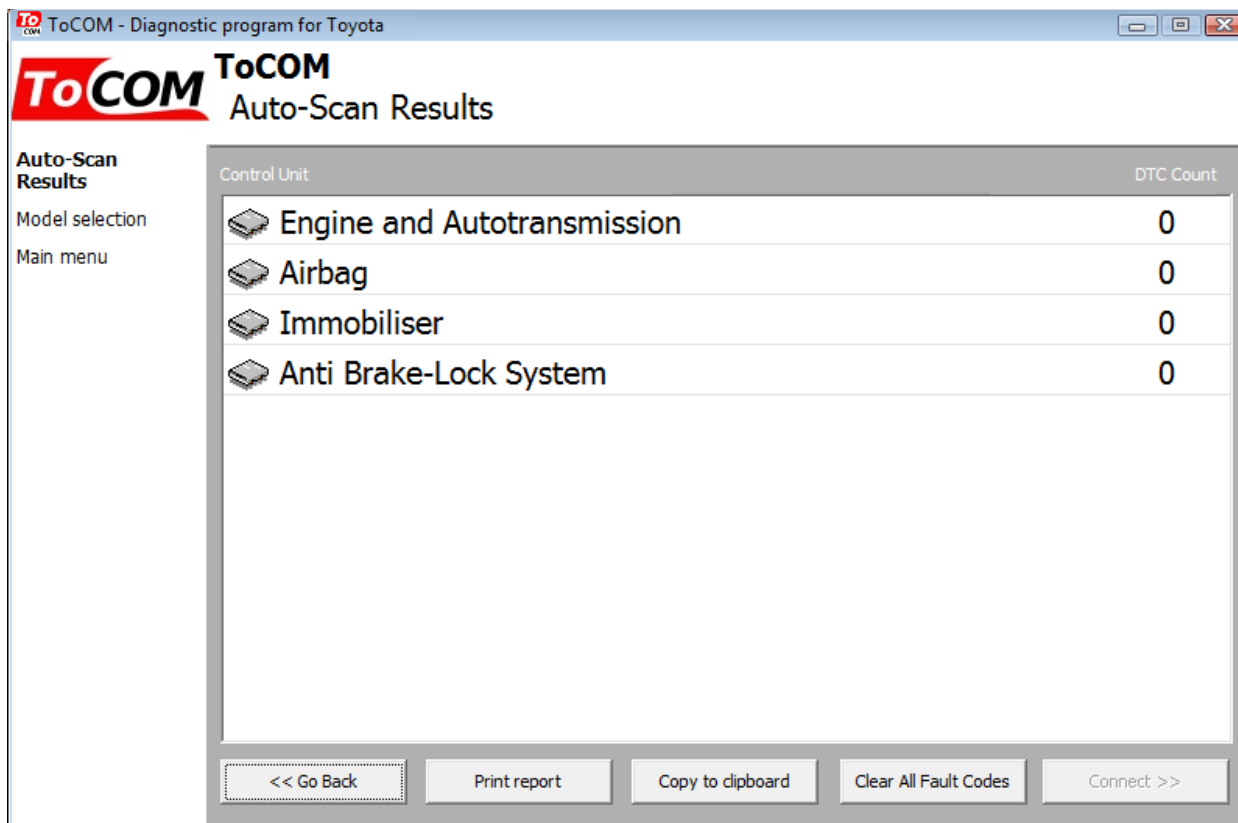 To COM ToCOM - Diagnostic program for Toyota
ToCOM
ToCOM
Auto-Scan Results
Auto-Scan
Results
Model selection
Main menu
Control Unit DTC Count
Engine and Autotransmission 0
Airbag 0
Immobiliser 0
Anti Brake-Lock System 0
<< Go Back Print report Copy to clipboard Clear All Fault Codes Connect >>